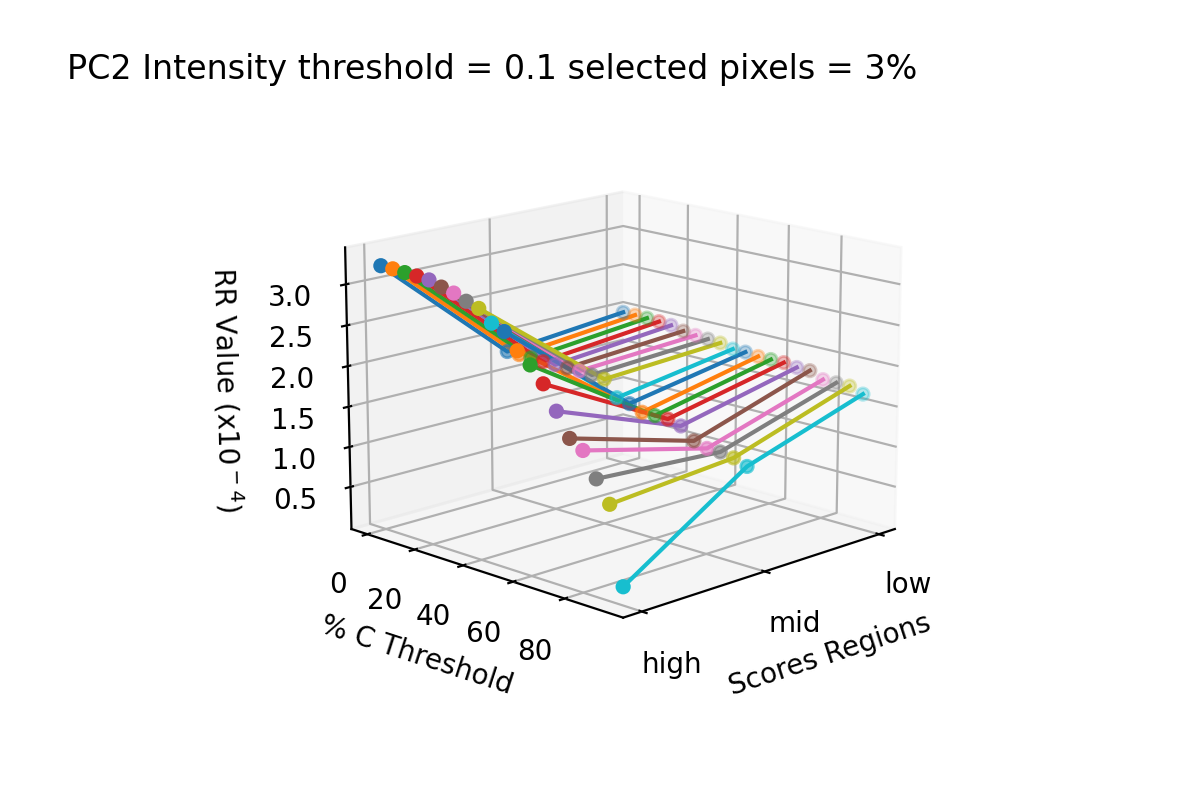 PC2 Intensity threshold = 0.1 selected pixels = 3%
RR Value (x10⁻⁴)
3.0
2.5
2.0
1.5
1.0
0.5
0
20
40
60
80
% C Threshold
high
mid
low
Scores Regions